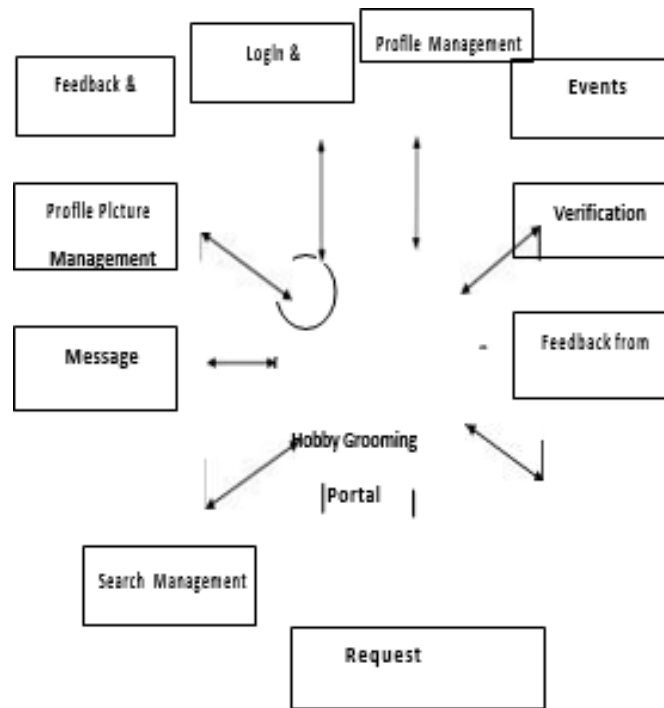 Profile Management
Login &
Feedback &
Events
Profile Picture
Management
Verification
Message
Feedback from
Hobby Grooming
Portal
Search Management
Request